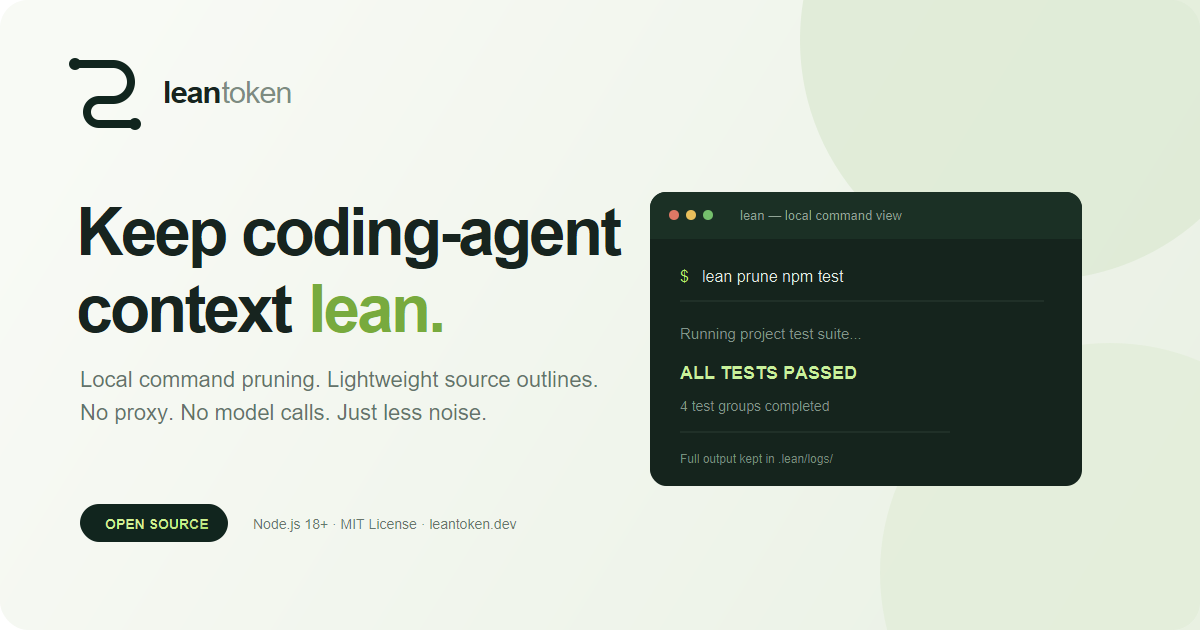 leantoken
Keep coding-agent
context lean.
Local command pruning. Lightweight source outlines.
No proxy. No model calls. Just less noise.
OPEN SOURCE
Node.js 18+ · MIT License · leantoken.dev
lean — local command view
$ lean prune npm test
Running project test suite...
ALL TESTS PASSED
4 test groups completed
Full output kept in .lean/logs/